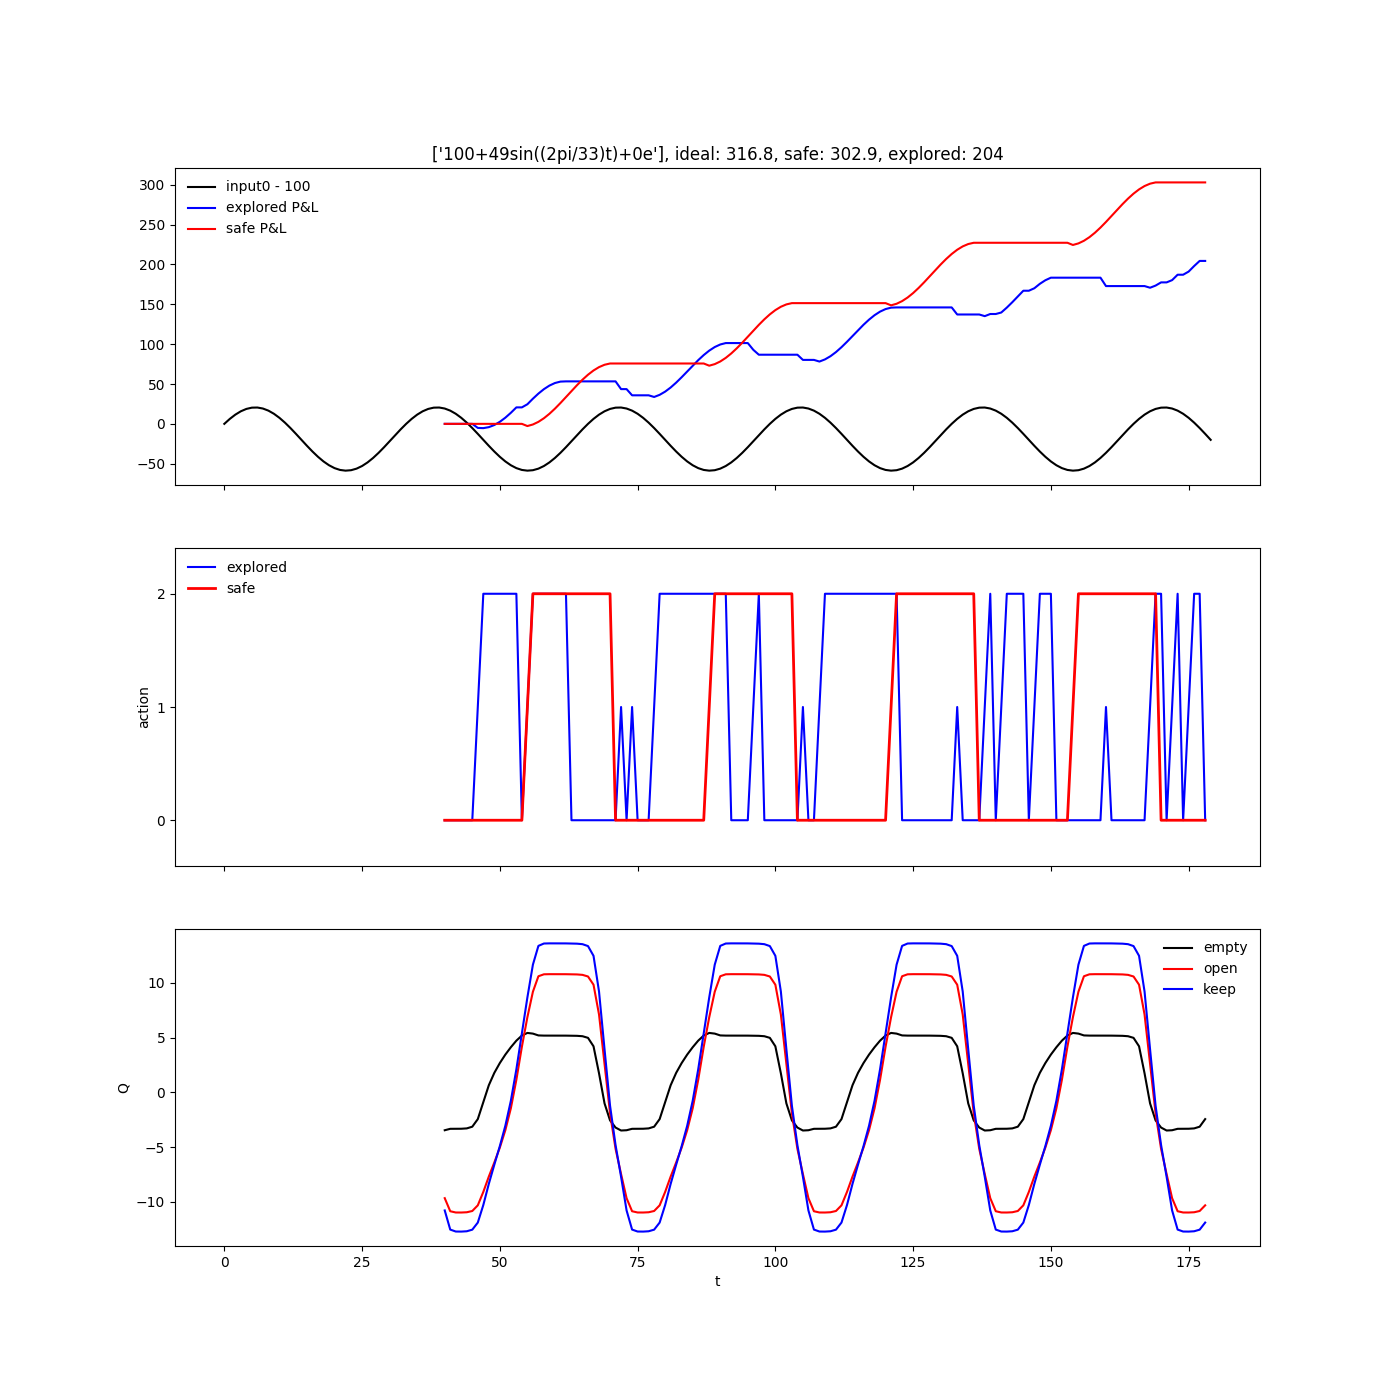 ['100+49sin((2pi/33)t)+0e'], ideal: 316.8, safe: 302.9, explored: 204
300
250
200
150
100
50
0
−50
input0 - 100
explored P&L
safe P&L
2
1
0
action
explored
safe
10
5
0
−5
−10
Q
empty
open
keep
0 25 50 75 100 125 150 175
t